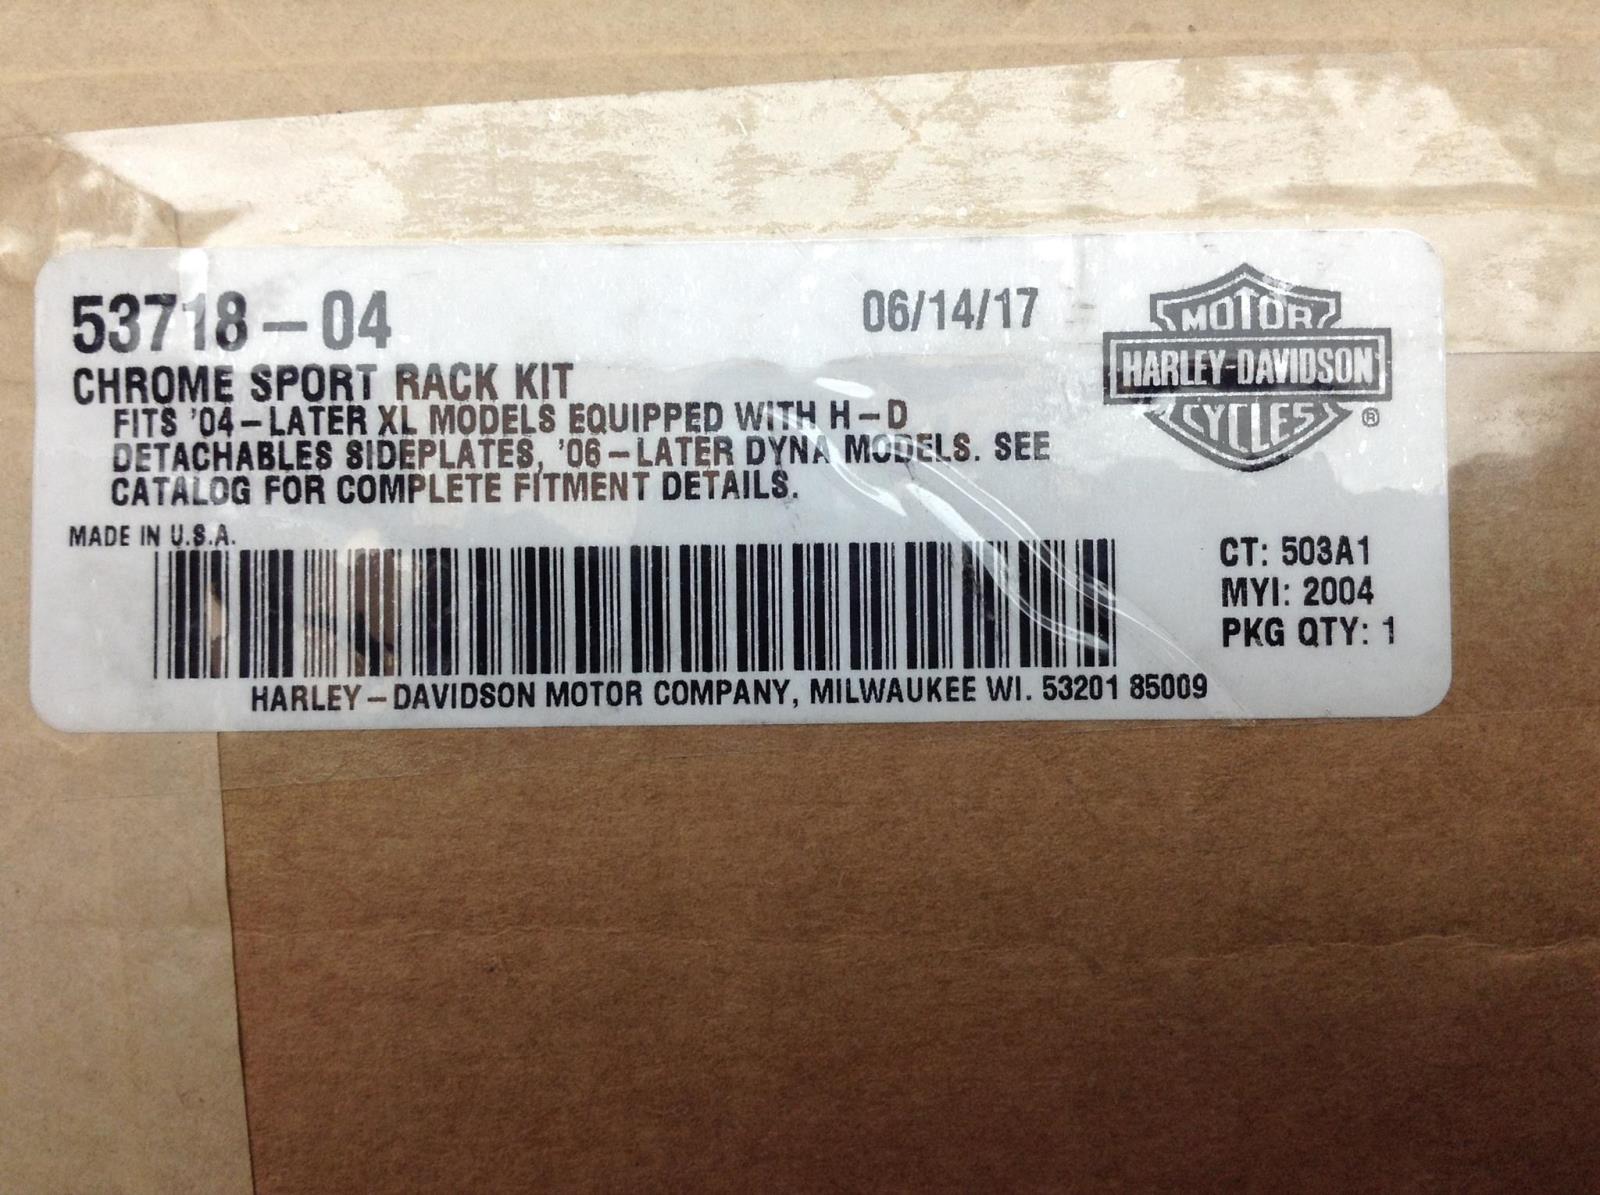 53718-04
06/14/17
MOTOR
HARLEY-DAVIDSON
CYCLES
®
CHROME SPORT RACK KIT
FITS '04-LATER XL MODELS EQUIPPED WITH H-D
DETACHABLES SIDEPLATES, '06-LATER DYNA MODELS. SEE
CATALOG FOR COMPLETE FITMENT DETAILS.
MADE IN U.S.A.
CT: 503A1
MYI: 2004
PKG QTY: 1
HARLEY-DAVIDSON MOTOR COMPANY, MILWAUKEE WI. 53201 85009